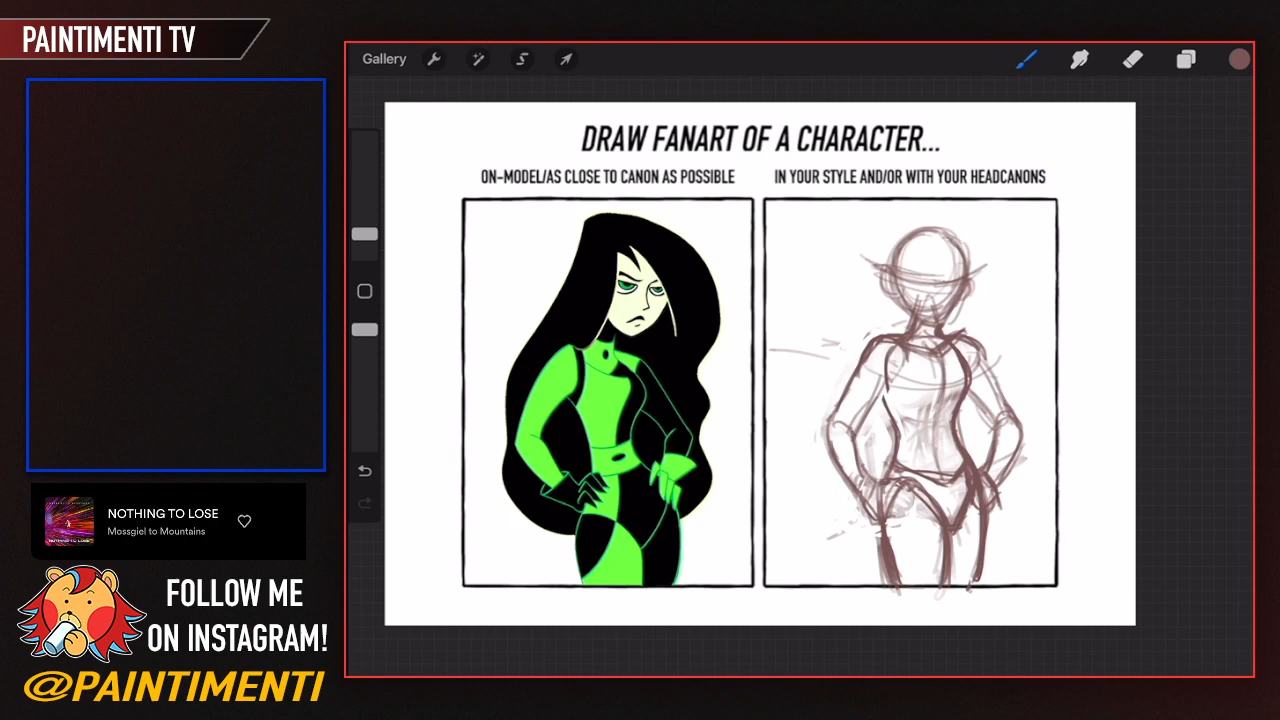 PAINTIMENTI TV
Gallery
DRAW FANART OF A CHARACTER...
ON-MODEL/AS CLOSE TO CANON AS POSSIBLE
IN YOUR STYLE AND/OR WITH YOUR HEADCANONS
NOTHING TO LOSE
Mossgiel to Mountains
FOLLOW ME
ON INSTAGRAM!
@PAINTIMENTI